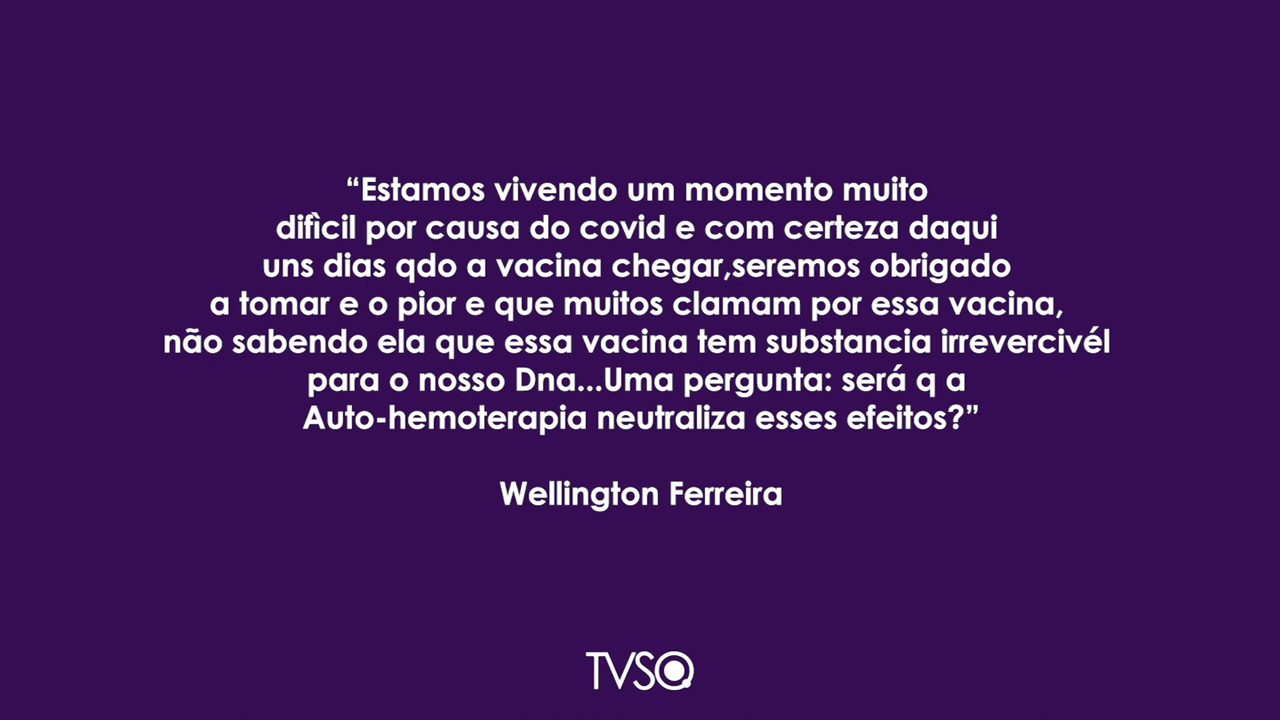 “Estamos vivendo um momento muito
difìcil por causa do covid e com certeza daqui
uns dias qdo a vacina chegar,seremos obrigado
a tomar e o pior e que muitos clamam por essa vacina,
não sabendo ela que essa vacina tem substancia irrevercivél
para o nosso Dna...Uma pergunta: será q a
Auto-hemoterapia neutraliza esses efeitos?”
Wellington Ferreira
TVSQ